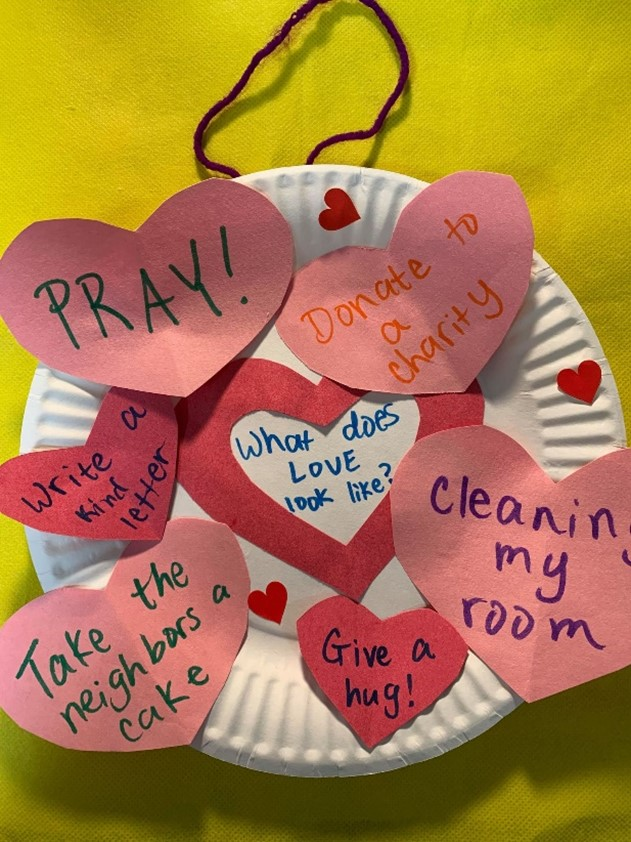 PRAY!
Donate to
a
charity
What does
LOVE
look like?
Write a
kind
letter
Cleanin
my
room
Take the
neighbors a
cake
Give a
hug!